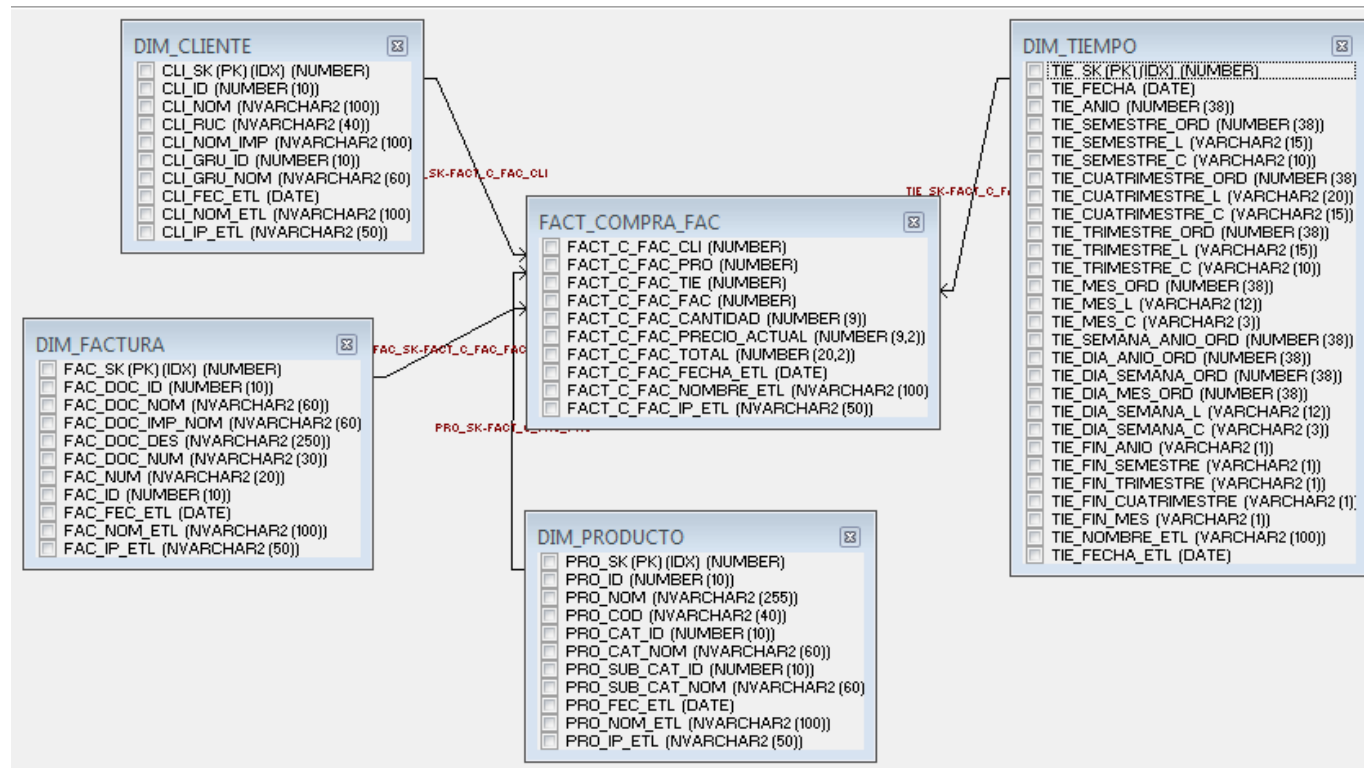 DIM_CLIENTE
CLI_SK (PK) (IDX) (NUMBER)
CLI_ID (NUMBER (10))
CLI_NOM (NVARCHAR2 (100))
CLI_RUC (NVARCHAR2 (40))
CLI_NOM_IMP (NVARCHAR2 (100)
CLI_GRU_ID (NUMBER (10))
CLI_GRU_NOM (NVARCHAR2 (60)
CLI_FEC_ETL (DATE)
CLI_NOM_ETL (NVARCHAR2 (100)
CLI_IP_ETL (NVARCHAR2 (50))
_SK-FACT_C_FAC_CLI
DIM_TIEMPO
TIE_SK (PK) (IDX) (NUMBER)
TIE_FECHA (DATE)
TIE_ANIO (NUMBER (38))
TIE_SEMESTRE_ORD (NUMBER (38))
TIE_SEMESTRE_L (VARCHAR2 (15))
TIE_SEMESTRE_C (VARCHAR2 (10))
TIE_CUATRIMESTRE_ORD (NUMBER (38)
TIE_CUATRIMESTRE_L (VARCHAR2 (20))
TIE_CUATRIMESTRE_C (VARCHAR2 (15))
TIE_TRIMESTRE_ORD (NUMBER (38))
TIE_TRIMESTRE_L (VARCHAR2 (15))
TIE_TRIMESTRE_C (VARCHAR2 (10))
TIE_MES_ORD (NUMBER (38))
TIE_MES_L (VARCHAR2 (12))
TIE_MES_C (VARCHAR2 (3))
TIE_SEMANA_ANIO_ORD (NUMBER (38))
TIE_DIA_ANIO_ORD (NUMBER (38))
TIE_DIA_SEMANA_ORD (NUMBER (38))
TIE_DIA_MES_ORD (NUMBER (38))
TIE_DIA_SEMANA_L (VARCHAR2 (12))
TIE_DIA_SEMANA_C (VARCHAR2 (3))
TIE_FIN_ANIO (VARCHAR2 (1))
TIE_FIN_SEMESTRE (VARCHAR2 (1))
TIE_FIN_TRIMESTRE (VARCHAR2 (1))
TIE_FIN_CUATRIMESTRE (VARCHAR2 (1)
TIE_FIN_MES (VARCHAR2 (1))
TIE_NOMBRE_ETL (VARCHAR2 (100))
TIE_FECHA_ETL (DATE)
TIE_SK-FACT_C_F
FACT_COMPRA_FAC
FACT_C_FAC_CLI (NUMBER)
FACT_C_FAC_PRO (NUMBER)
FACT_C_FAC_TIE (NUMBER)
FACT_C_FAC_FAC (NUMBER)
FACT_C_FAC_CANTIDAD (NUMBER (9))
FACT_C_FAC_PRECIO_ACTUAL (NUMBER (9,2))
FACT_C_FAC_TOTAL (NUMBER (20,2))
FACT_C_FAC_FECHA_ETL (DATE)
FACT_C_FAC_NOMBRE_ETL (NVARCHAR2 (100)
FACT_C_FAC_IP_ETL (NVARCHAR2 (50))
DIM_FACTURA
FAC_SK (PK) (IDX) (NUMBER)
FAC_DOC_ID (NUMBER (10))
FAC_DOC_NOM (NVARCHAR2 (60))
FAC_DOC_IMP_NOM (NVARCHAR2 (60)
FAC_DOC_DES (NVARCHAR2 (250))
FAC_DOC_NUM (NVARCHAR2 (30))
FAC_NUM (NVARCHAR2 (20))
FAC_ID (NUMBER (10))
FAC_FEC_ETL (DATE)
FAC_NOM_ETL (NVARCHAR2 (100))
FAC_IP_ETL (NVARCHAR2 (50))
FAC_SK-FACT_C_FAC_FAC
PRO_SK-FACT_C_FAC_PRO
DIM_PRODUCTO
PRO_SK (PK) (IDX) (NUMBER)
PRO_ID (NUMBER (10))
PRO_NOM (NVARCHAR2 (255))
PRO_COD (NVARCHAR2 (40))
PRO_CAT_ID (NUMBER (10))
PRO_CAT_NOM (NVARCHAR2 (60))
PRO_SUB_CAT_ID (NUMBER (10))
PRO_SUB_CAT_NOM (NVARCHAR2 (60)
PRO_FEC_ETL (DATE)
PRO_NOM_ETL (NVARCHAR2 (100))
PRO_IP_ETL (NVARCHAR2 (50))